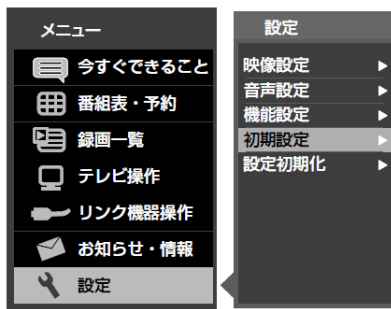 メニュー
今すぐできること
番組表・予約
録画一覧
テレビ操作
リンク機器操作
お知らせ・情報
設定
設定
映像設定
音声設定
機能設定
初期設定
設定初期化